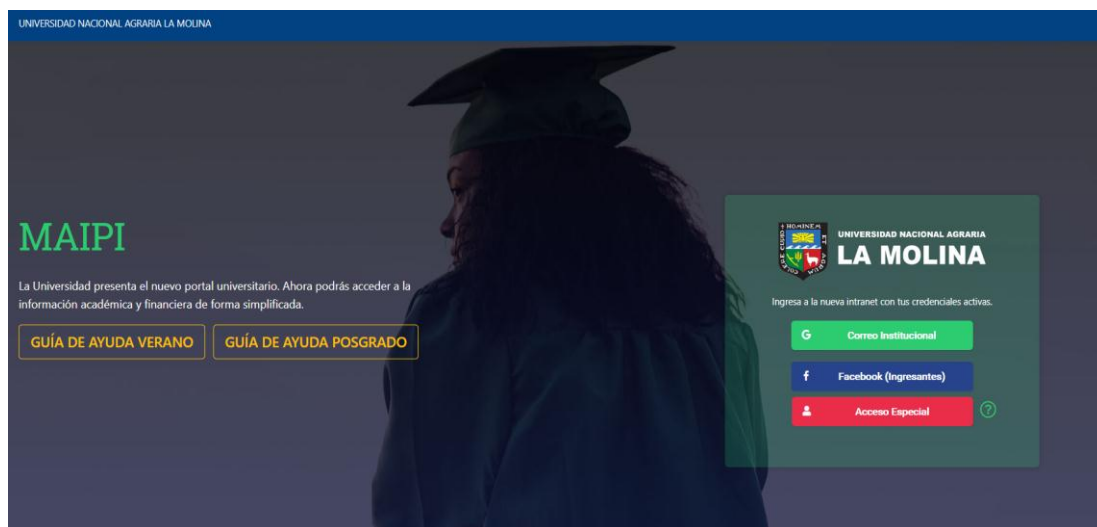 UNIVERSIDAD NACIONAL AGRARIA LA MOLINA
MAIPI
La Universidad presenta el nuevo portal universitario. Ahora podrás acceder a la
información académica y financiera de forma simplificada.
GUÍA DE AYUDA VERANO
GUÍA DE AYUDA POSGRADO
UNIVERSIDAD NACIONAL AGRARIA
LA MOLINA
Ingresa a la nueva intranet con tus credenciales activas.
G Correo Institucional
f Facebook (Ingresantes)
Acceso Especial
?